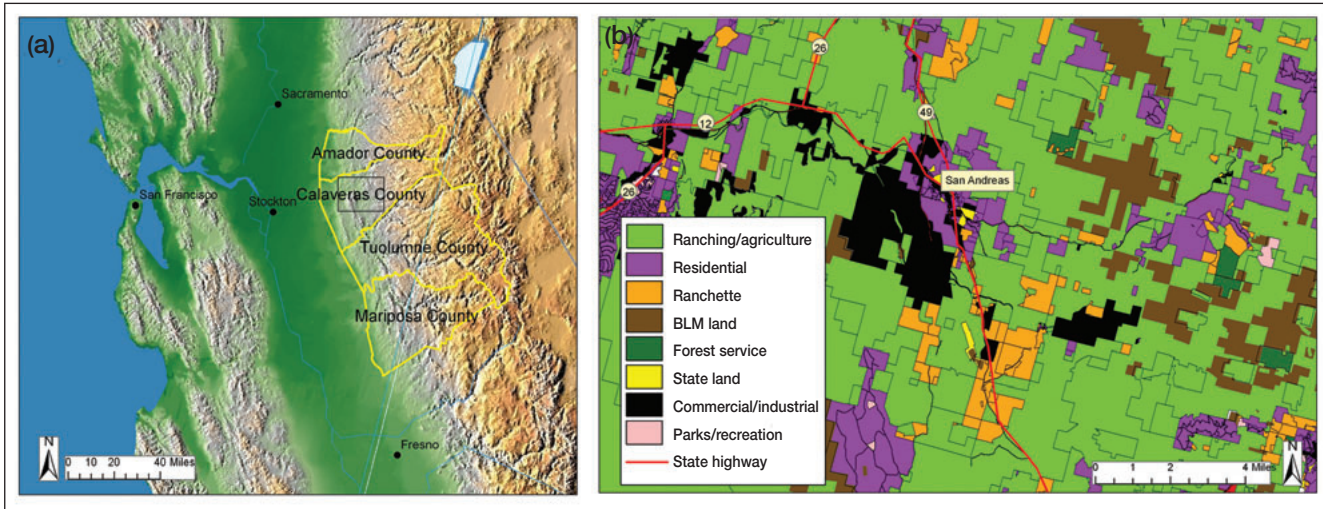 (a)
Sacramento
Amador County
Calaveras County
San Francisco
Stockton
Tuolumne County
Mariposa County
Fresno
N
0 10 20 40 Miles
(b)
26
49
12
San Andreas
26
Ranching/agriculture
Residential
Ranchette
BLM land
Forest service
State land
Commercial/industrial
Parks/recreation
State highway
N
0 1 2 4 Miles